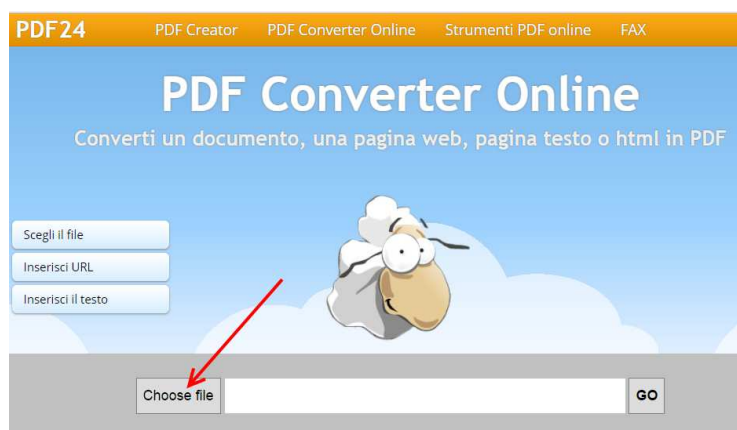 PDF24 PDF Creator PDF Converter Online Strumenti PDF online FAX
PDF Converter Online
Converti un documento, una pagina web, pagina testo o html in PDF
Scegli il file
Inserisci URL
Inserisci il testo
Choose file GO